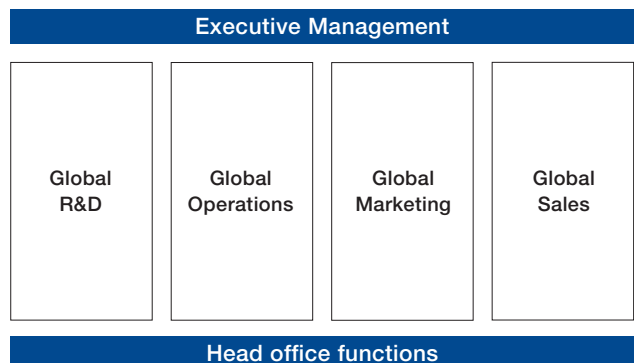 Executive Management
Global
R&D
Global
Operations
Global
Marketing
Global
Sales
Head office functions